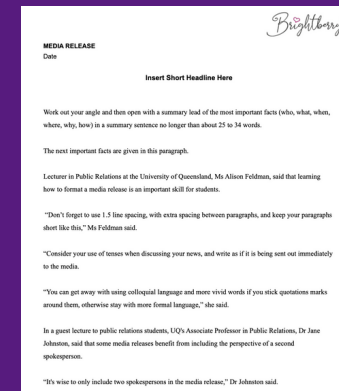 Brightberry
MEDIA RELEASE
Date
Insert Short Headline Here
Work out your angle and then open with a summary lead of the most important facts (who, what, when,
where, why, how) in a summary sentence no longer than about 25 to 34 words.
The next important facts are given in this paragraph.
Lecturer in Public Relations at the University of Queensland, Ms Alison Feldman, said that learning
how to format a media release is an important skill for students.
“Don’t forget to use 1.5 line spacing, with extra spacing between paragraphs, and keep your paragraphs
short like this,” Ms Feldman said.
“Consider your use of tenses when discussing your news, and write as if it is being sent out immediately
to the media.
“You can get away with using colloquial language and more vivid words if you stick quotations marks
around them, otherwise stay with more formal language,” she said.
In a guest lecture to public relations students, UQ’s Associate Professor in Public Relations, Dr Jane
Johnston, said that some media releases benefit from including the perspective of a second
spokesperson.
“It’s wise to only include two spokespersons in the media release,” Dr Johnston said.